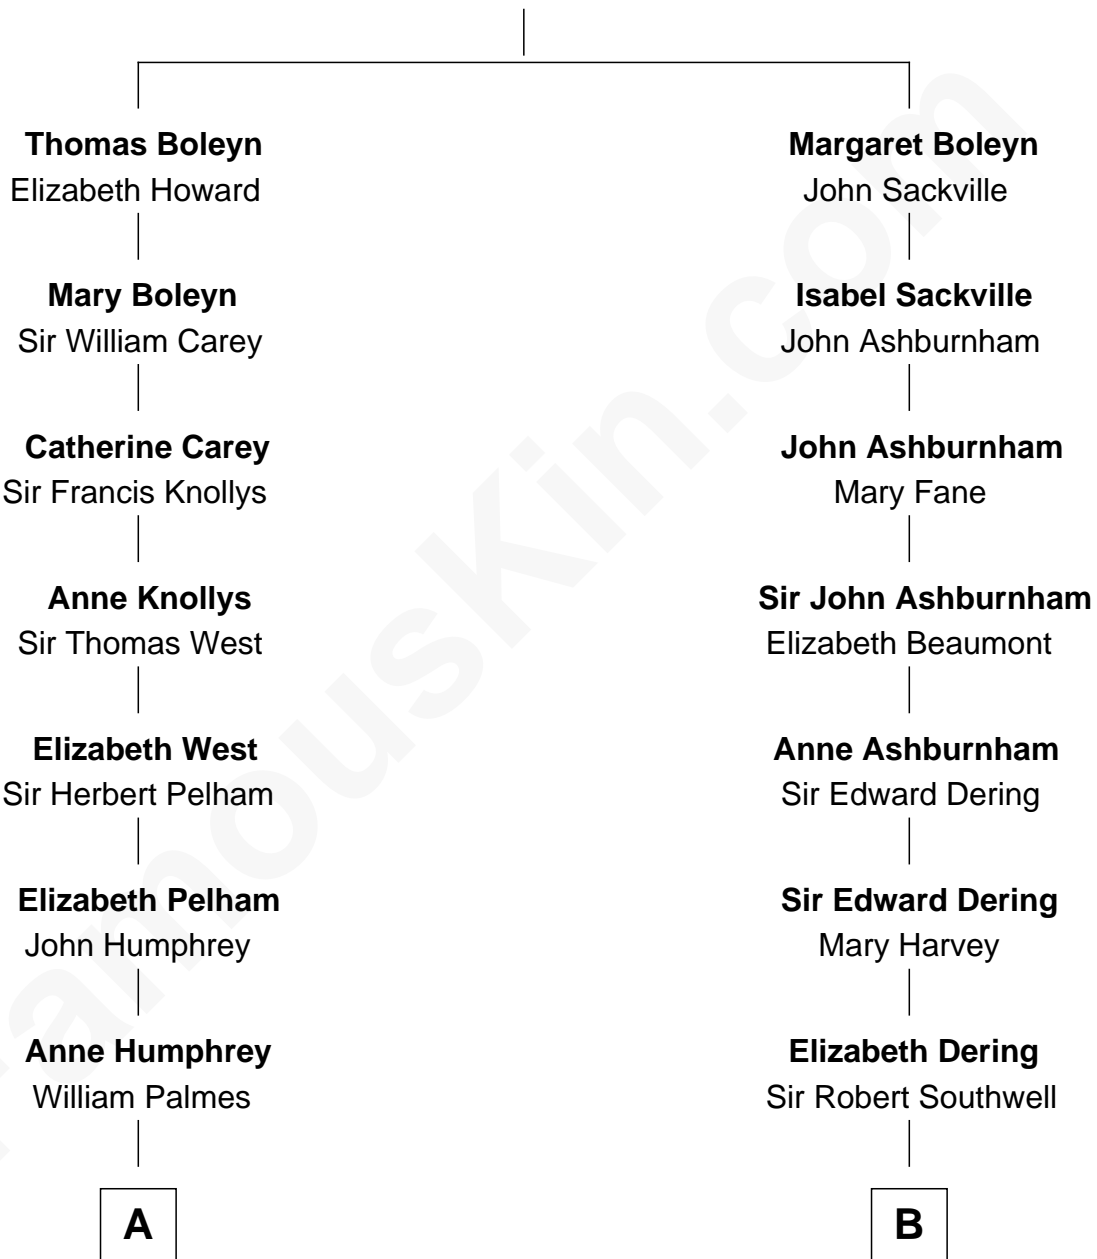 Thomas Boleyn
Elizabeth Howard
Mary Boleyn
Sir William Carey
Catherine Carey
Sir Francis Knollys
Anne Knollys
Sir Thomas West
Elizabeth West
Sir Herbert Pelham
Elizabeth Pelham
John Humphrey
Anne Humphrey
William Palmes
A
Margaret Boleyn
John Sackville
Isabel Sackville
John Ashburnham
John Ashburnham
Mary Fane
Sir John Ashburnham
Elizabeth Beaumont
Anne Ashburnham
Sir Edward Dering
Sir Edward Dering
Mary Harvey
Elizabeth Dering
Sir Robert Southwell
B
FamousKin.com